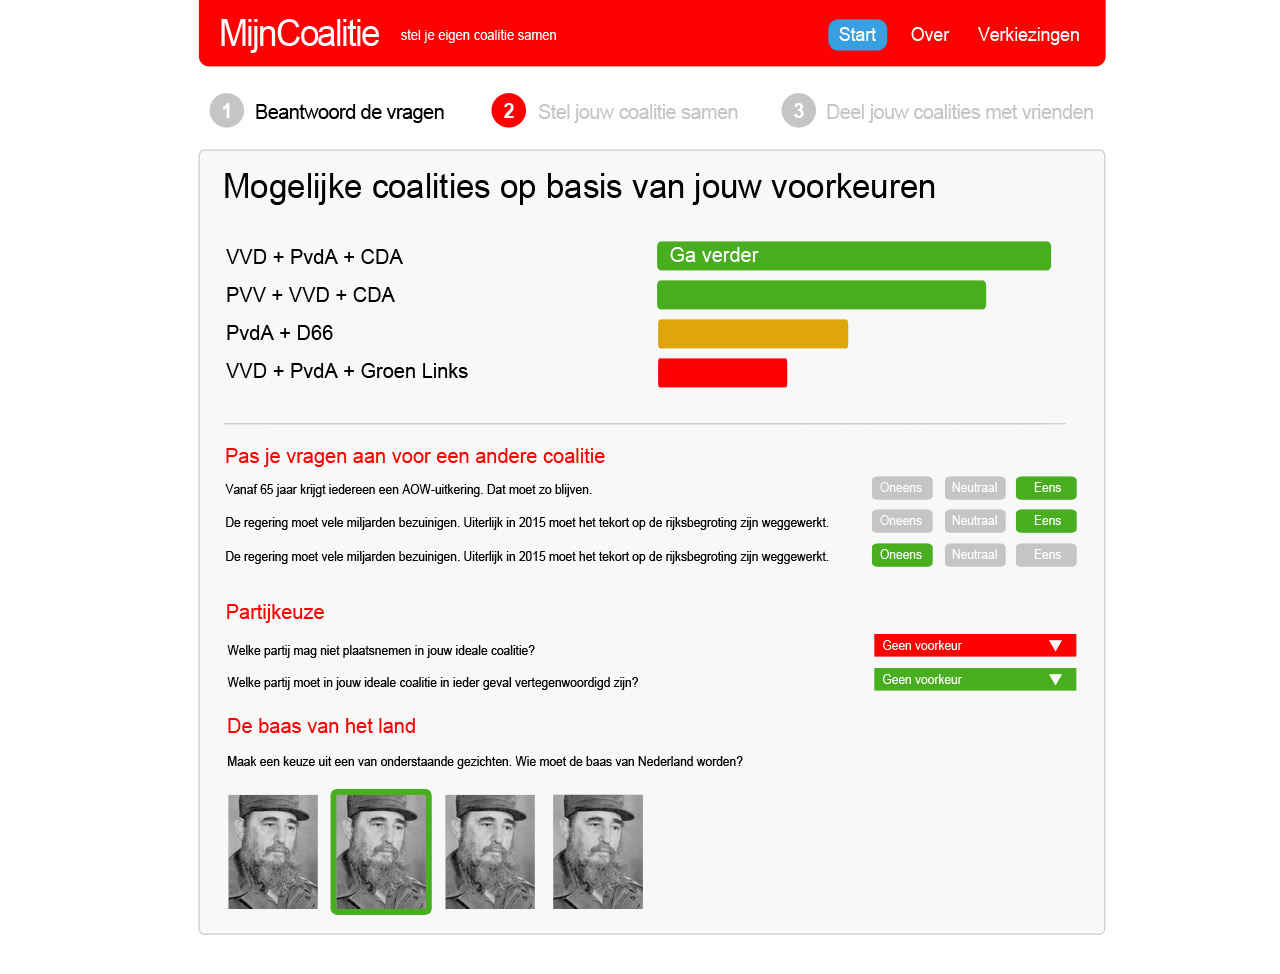 MijnCoalitie stel je eigen coalitie samen Start Over Verkiezingen
1 Beantwoord de vragen 2 Stel jouw coalitie samen 3 Deel jouw coalities met vrienden
Mogelijke coalities op basis van jouw voorkeuren
VVD + PvdA + CDA Ga verder
PVV + VVD + CDA
PvdA + D66
VVD + PvdA + Groen Links
Pas je vragen aan voor een andere coalitie
Vanaf 65 jaar krijgt iedereen een AOW-uitkering. Dat moet zo blijven. Oneens Neutraal Eens
De regering moet vele miljarden bezuinigen. Uiterlijk in 2015 moet het tekort op de rijksbegroting zijn weggewerkt. Oneens Neutraal Eens
De regering moet vele miljarden bezuinigen. Uiterlijk in 2015 moet het tekort op de rijksbegroting zijn weggewerkt. Oneens Neutraal Eens
Partijkeuze
Welke partij mag niet plaatsnemen in jouw ideale coalitie? Geen voorkeur
Welke partij moet in jouw ideale coalitie in ieder geval vertegenwoordigd zijn? Geen voorkeur
De baas van het land
Maak een keuze uit een van onderstaande gezichten. Wie moet de baas van Nederland worden?